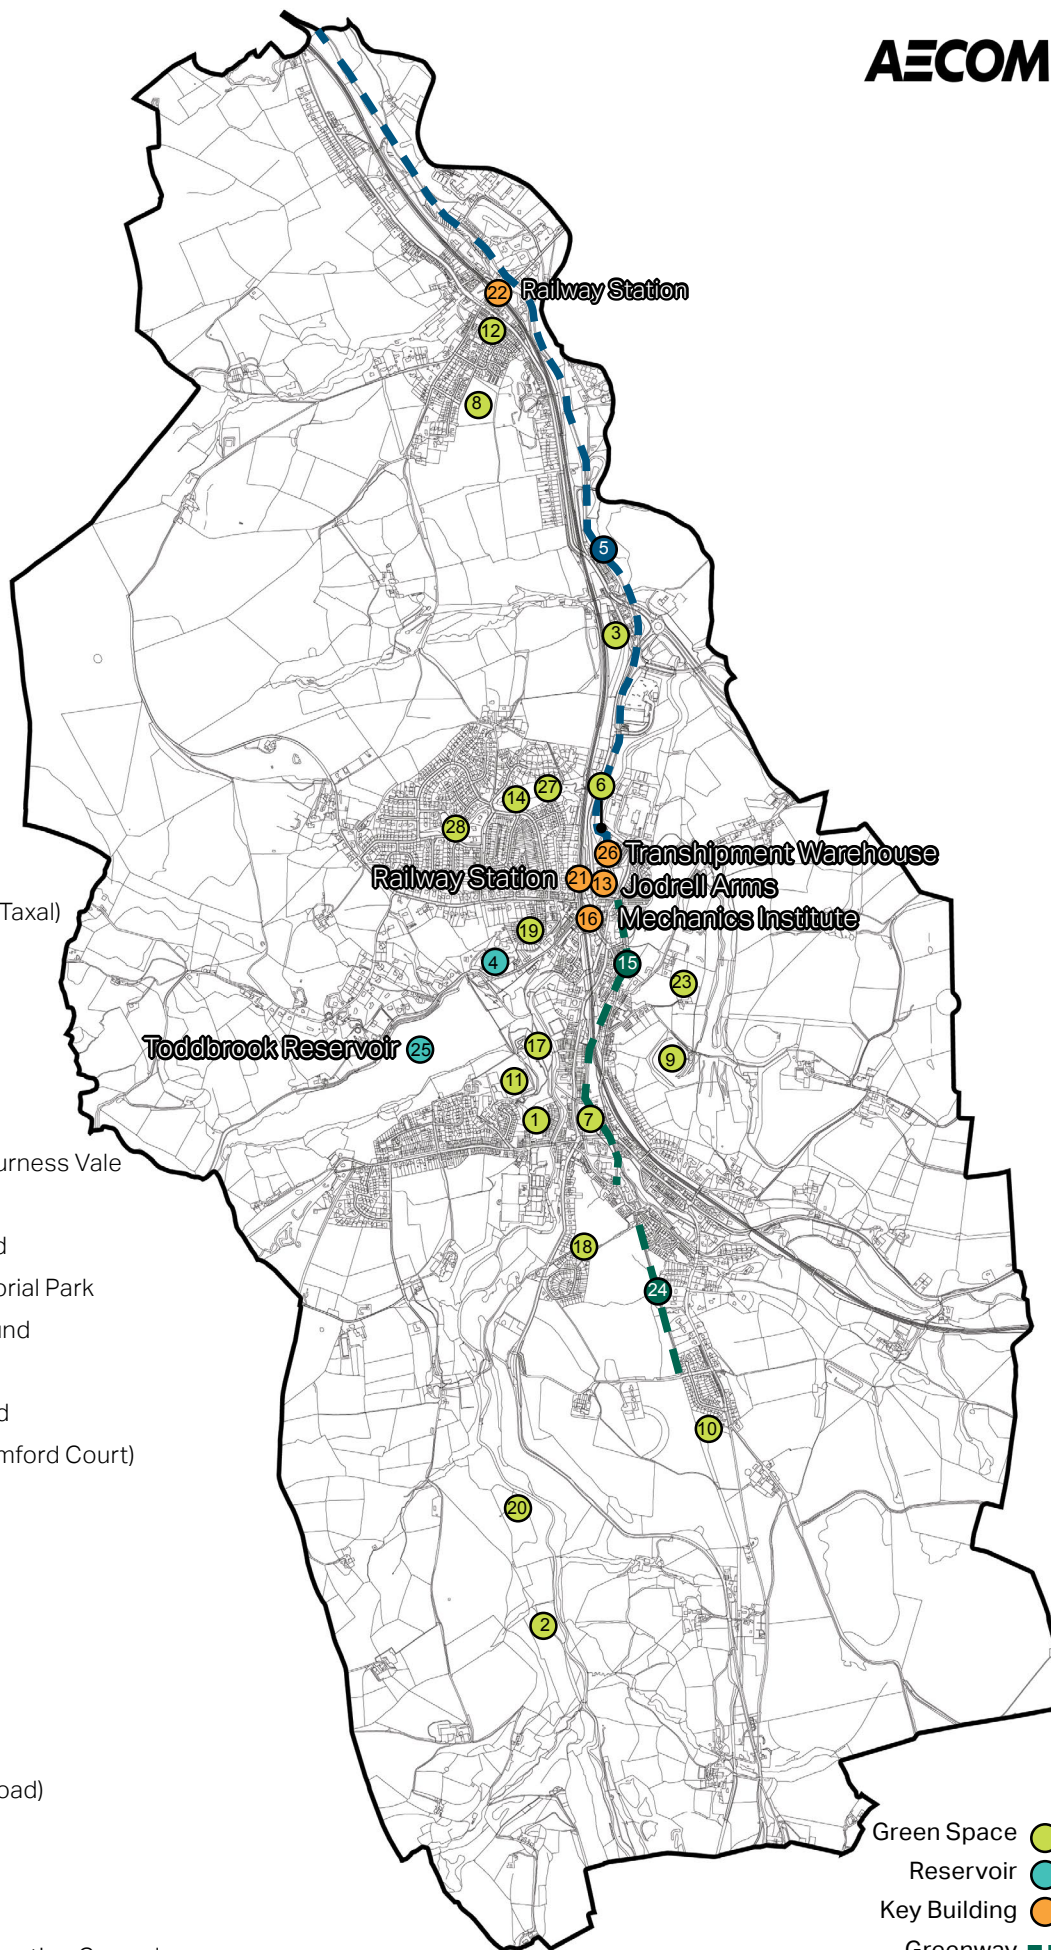 AECOM
22 Railway Station
12
8
5
3
6
27
14
28
26 Transhipment Warehouse
Railway Station 21 13 Jodrell Arms
16 Mechanics Institute
Taxal)
19
4
15
23
Toddbrook Reservoir 25
17
9
11
1
7
urness Vale
18
d
orial Park
24
und
d
10
mford Court)
20
2
oad)
Green Space
Reservoir
Key Building
Greenway